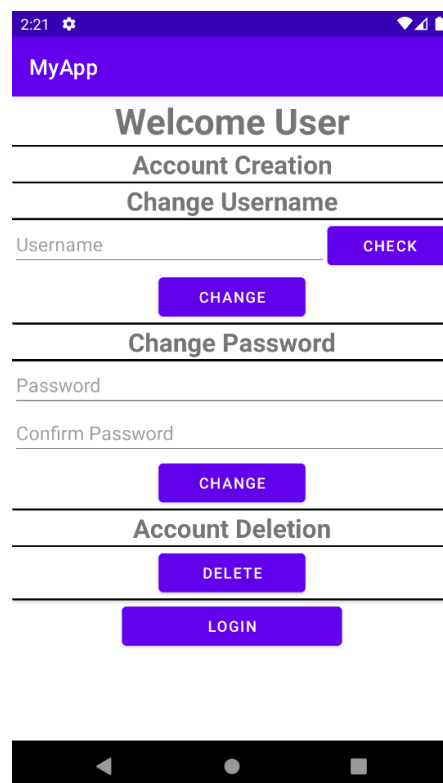 2:21
MyApp
Welcome User
Account Creation
Change Username
Username CHECK
CHANGE
Change Password
Password
Confirm Password
CHANGE
Account Deletion
DELETE
LOGIN